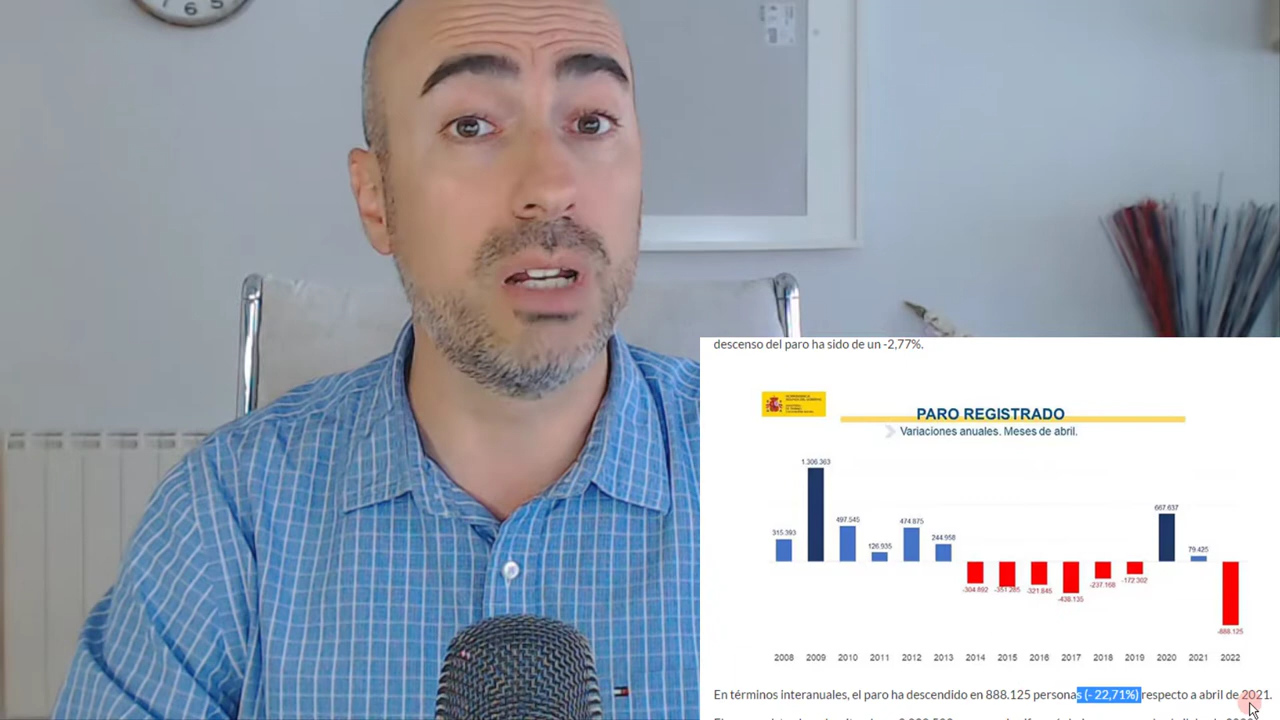 descenso del paro ha sido de un -2,77%.
PARO REGISTRADO
Variaciones anuales. Meses de abril.
315.393 1.306.363 497.545 126.935 474.875 244.958 -304.892 -351.285 -321.845 -438.135 -237.168 -172.302 667.637 79.425 -888.125
2008 2009 2010 2011 2012 2013 2014 2015 2016 2017 2018 2019 2020 2021 2022
En términos interanuales, el paro ha descendido en 888.125 personas (- 22,71%) respecto a abril de 2021.
7 6 5